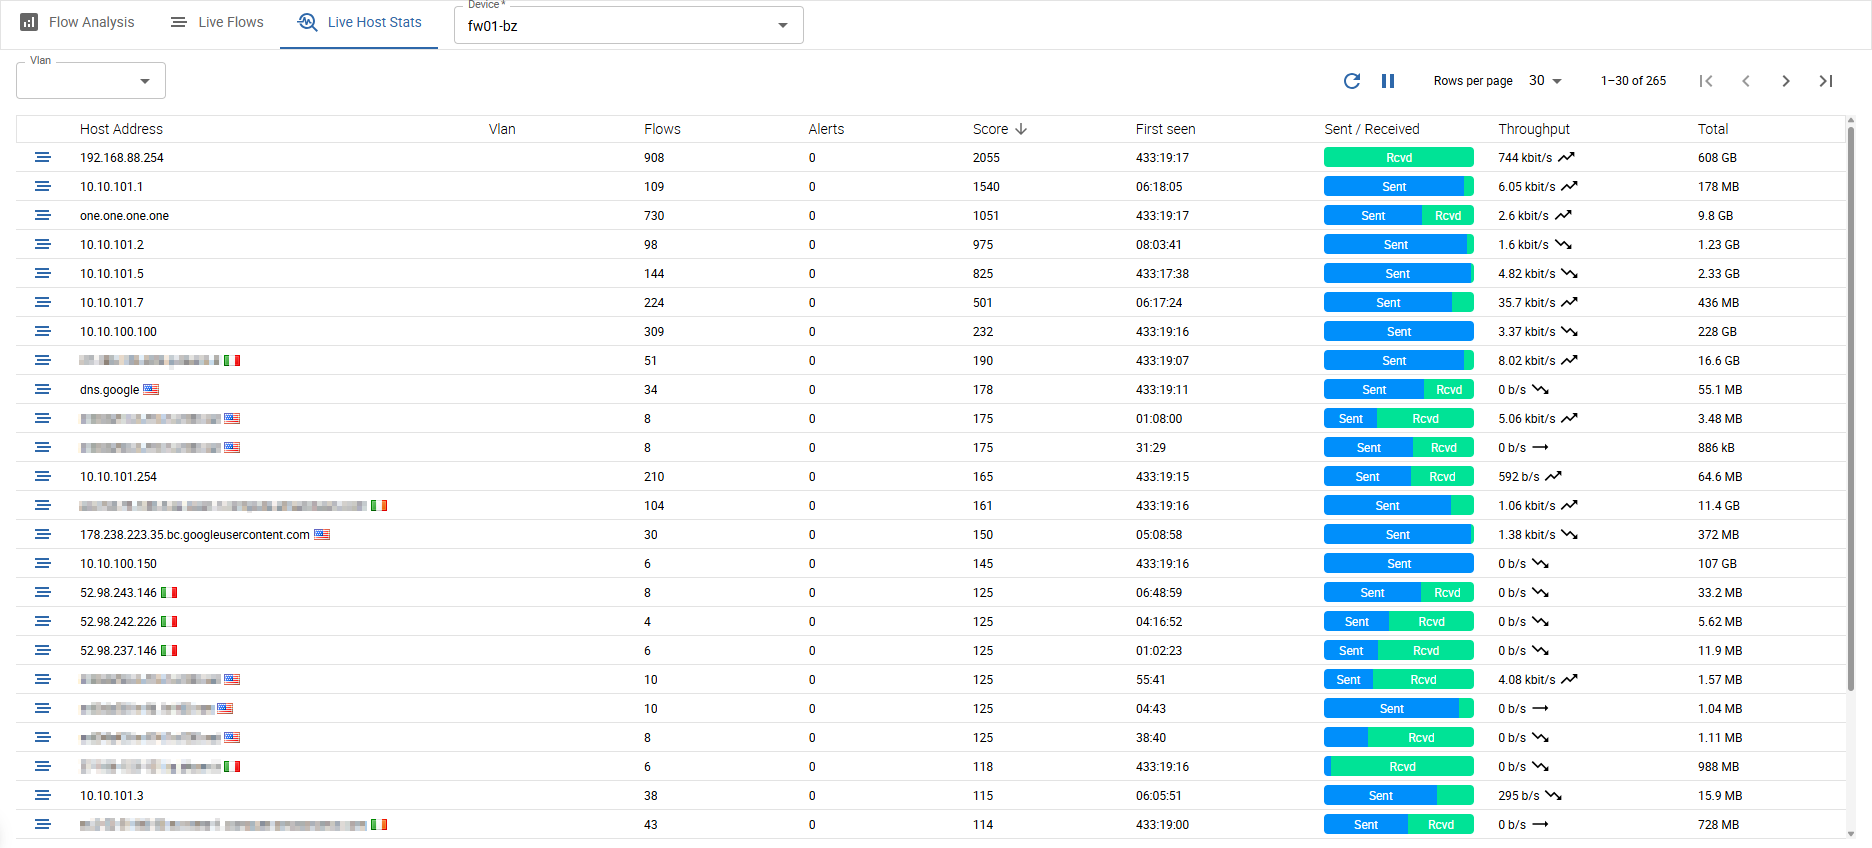 Flow Analysis Live Flows Live Host Stats Device * fw01-bz
Vlan
Rows per page 30 1–30 of 265
Host Address Vlan Flows Alerts Score First seen Sent / Received Throughput Total
192.168.88.254 908 0 2055 433:19:17 Rcvd 744 kbit/s 608 GB
10.10.101.1 109 0 1540 06:18:05 Sent 6.05 kbit/s 178 MB
one.one.one.one 730 0 1051 433:19:17 Sent Rcvd 2.6 kbit/s 9.8 GB
10.10.101.2 98 0 975 08:03:41 Sent 1.6 kbit/s 1.23 GB
10.10.101.5 144 0 825 433:17:38 Sent 4.82 kbit/s 2.33 GB
10.10.101.7 224 0 501 06:17:24 Sent 35.7 kbit/s 436 MB
10.10.100.100 309 0 232 433:19:16 Sent 3.37 kbit/s 228 GB
51 0 190 433:19:07 Sent 8.02 kbit/s 16.6 GB
dns.google 34 0 178 433:19:11 Sent Rcvd 0 b/s 55.1 MB
8 0 175 01:08:00 Sent Rcvd 5.06 kbit/s 3.48 MB
8 0 175 31:29 Sent Rcvd 0 b/s 886 kB
10.10.101.254 210 0 165 433:19:15 Sent Rcvd 592 b/s 64.6 MB
104 0 161 433:19:16 Sent 1.06 kbit/s 11.4 GB
178.238.223.35.bc.googleusercontent.com 30 0 150 05:08:58 Sent 1.38 kbit/s 372 MB
10.10.100.150 6 0 145 433:19:16 Sent 0 b/s 107 GB
52.98.243.146 8 0 125 06:48:59 Sent Rcvd 0 b/s 33.2 MB
52.98.242.226 4 0 125 04:16:52 Sent Rcvd 0 b/s 5.62 MB
52.98.237.146 6 0 125 01:02:23 Sent Rcvd 0 b/s 11.9 MB
10 0 125 55:41 Sent Rcvd 4.08 kbit/s 1.57 MB
10 0 125 04:43 Sent 0 b/s 1.04 MB
8 0 125 38:40 Rcvd 0 b/s 1.11 MB
6 0 118 433:19:16 Rcvd 0 b/s 988 MB
10.10.101.3 38 0 115 06:05:51 Sent 295 b/s 15.9 MB
43 0 114 433:19:00 Sent Rcvd 0 b/s 728 MB